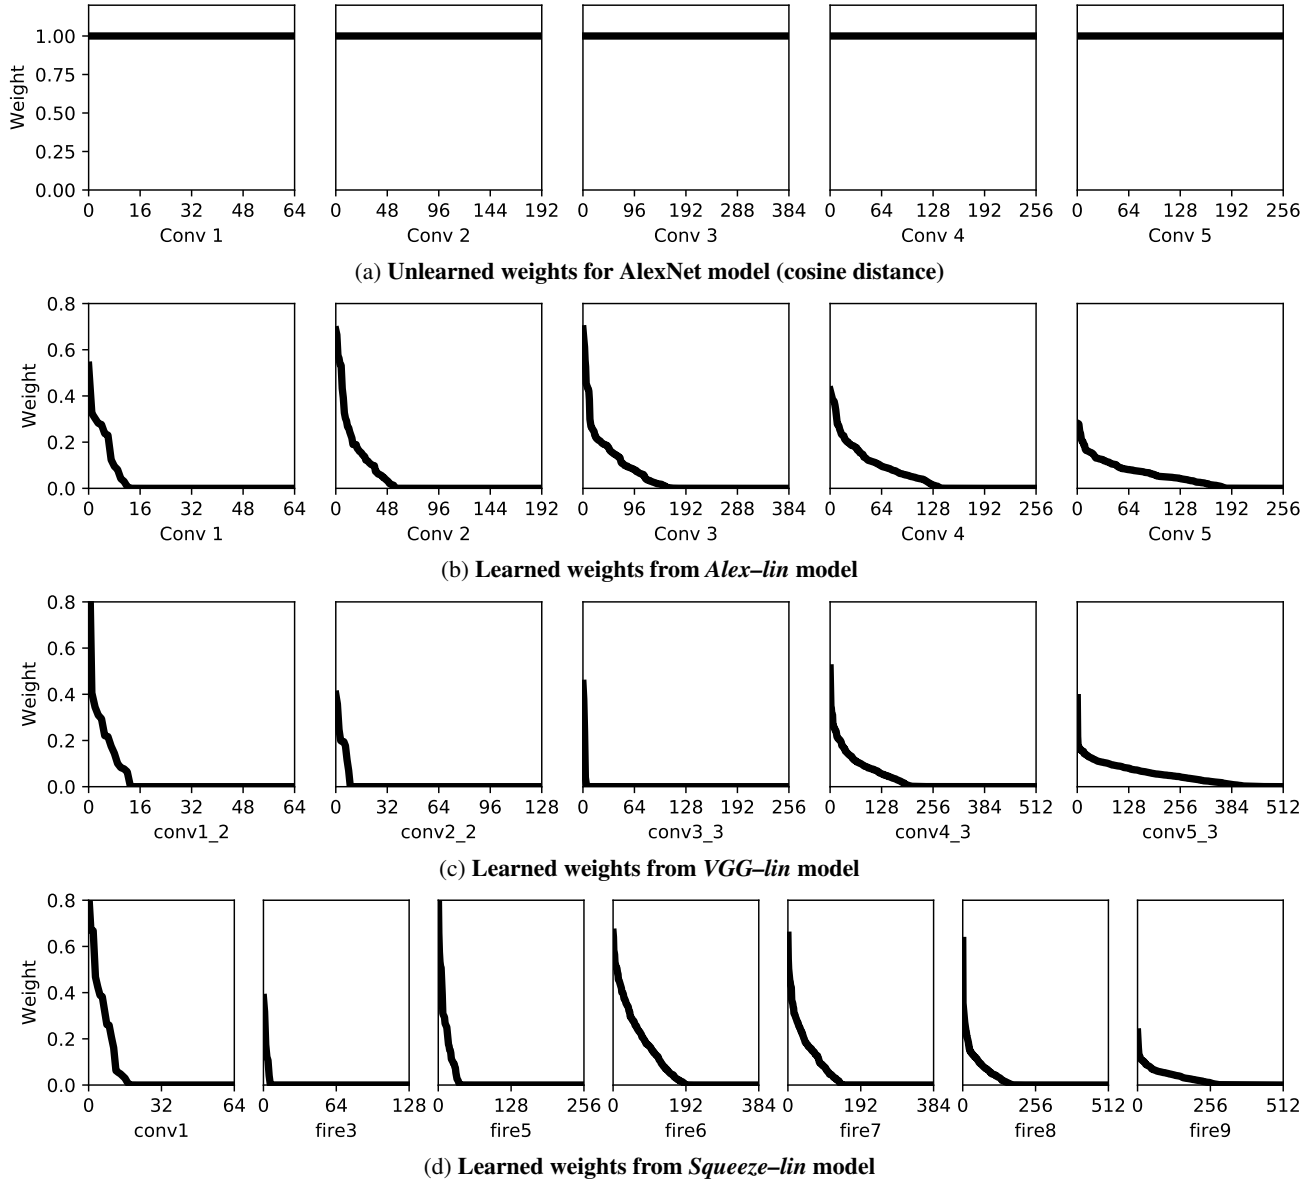 1.00
0.75
0.50
0.25
0.00
Weight
0 16 32 48 64
0 48 96 144 192
0 96 192 288 384
0 64 128 192 256
0 64 128 192 256
Conv 1 Conv 2 Conv 3 Conv 4 Conv 5
(a) Unlearned weights for AlexNet model (cosine distance)
0.8
0.6
0.4
0.2
0.0
Weight
0 16 32 48 64
0 48 96 144 192
0 96 192 288 384
0 64 128 192 256
0 64 128 192 256
Conv 1 Conv 2 Conv 3 Conv 4 Conv 5
(b) Learned weights from Alex–lin model
0.8
0.6
0.4
0.2
0.0
Weight
0 16 32 48 64
0 32 64 96 128
0 64 128 192 256
0 128 256 384 512
0 128 256 384 512
conv1_2 conv2_2 conv3_3 conv4_3 conv5_3
(c) Learned weights from VGG–lin model
0.8
0.6
0.4
0.2
0.0
Weight
0 32 64
0 64 128
0 128 256
0 192 384
0 192 384
0 256 512
0 256 512
conv1 fire3 fire5 fire6 fire7 fire8 fire9
(d) Learned weights from Squeeze–lin model